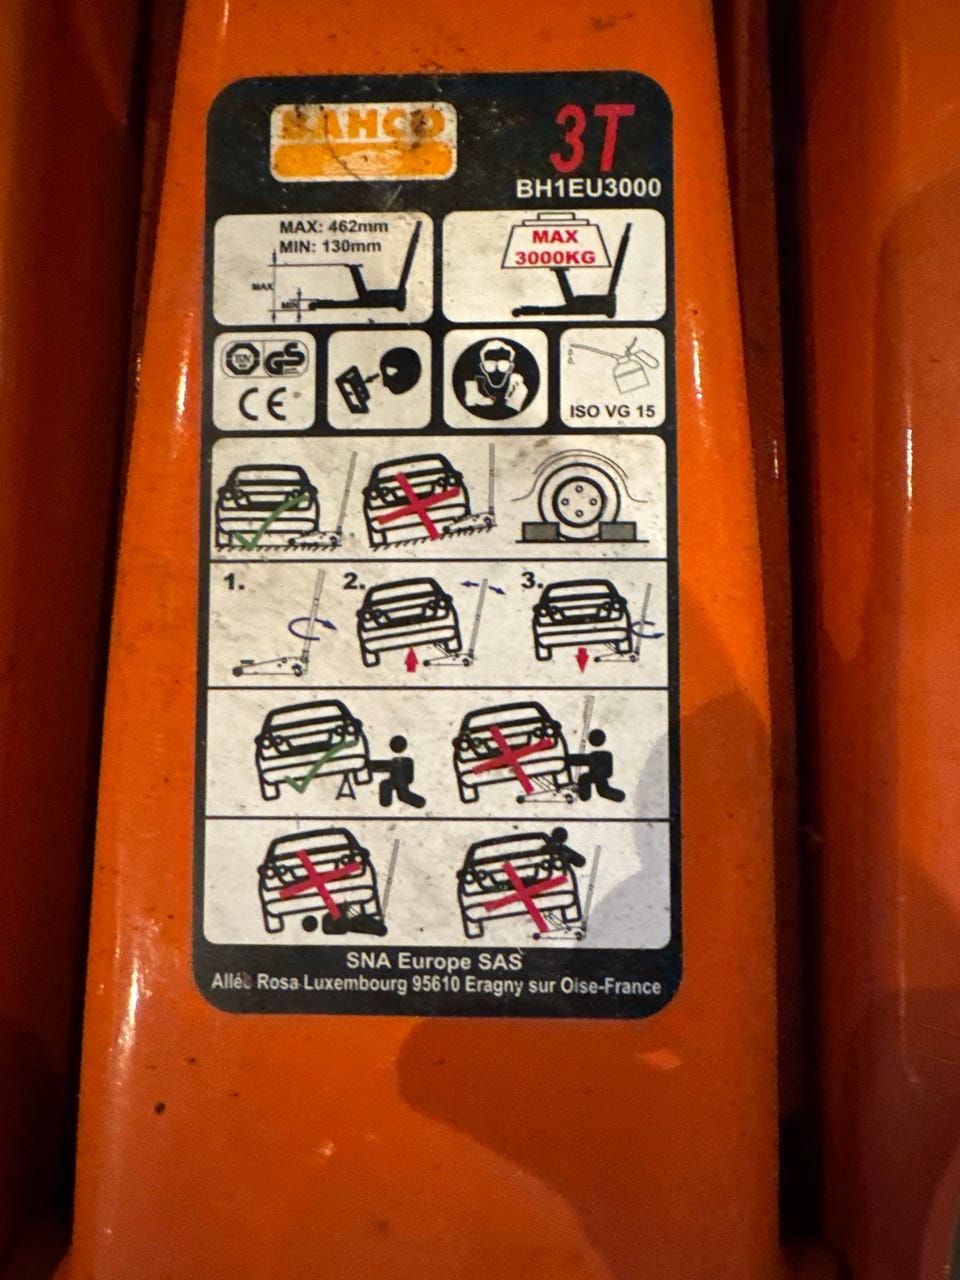 BAHCO
3T
BH1EU3000
MAX: 462mm
MIN: 130mm
MAX
MIN
MAX
3000KG
TÜV
GS
CE
ISO VG 15
1.
2.
3.
SNA Europe SAS
Allée Rosa Luxembourg 95610 Eragny sur Oise-France